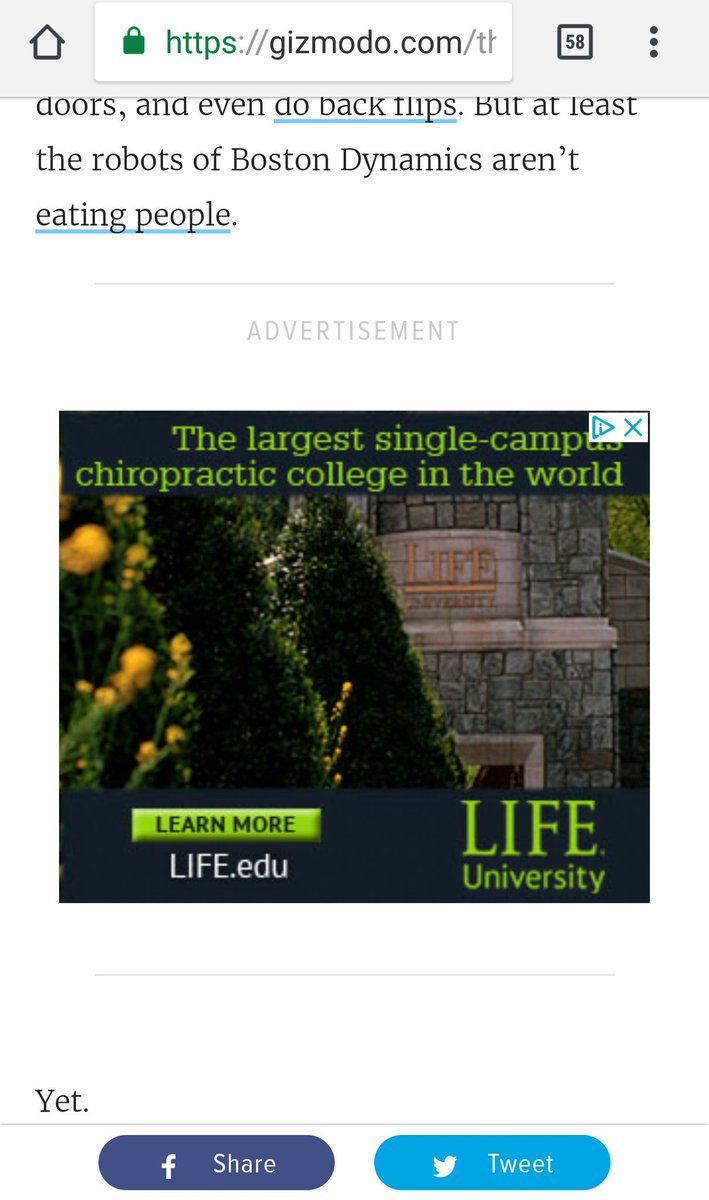 https://gizmodo.com/th
58
doors, and even do back flips. But at least
the robots of Boston Dynamics aren’t
eating people.
ADVERTISEMENT
The largest single-campus
chiropractic college in the world
LIFE
UNIVERSITY
LEARN MORE
LIFE.edu
LIFE.
University
Yet.
Share
Tweet